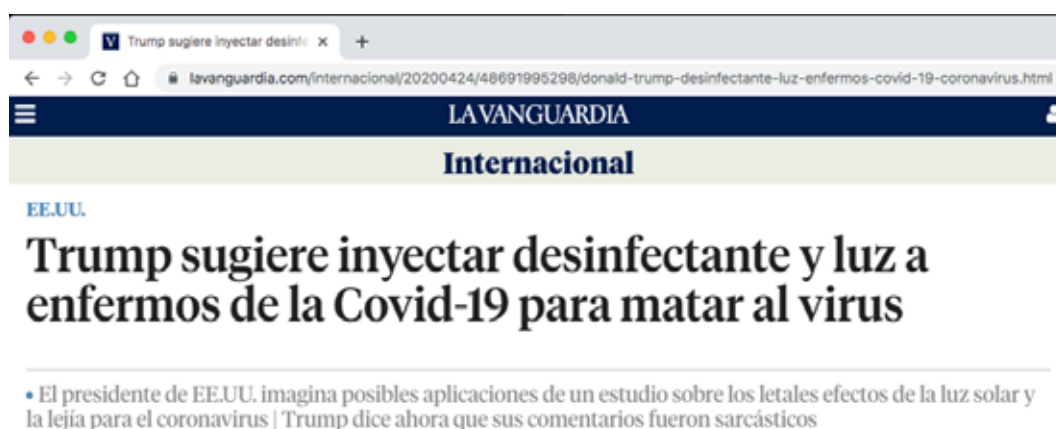 Trump sugiere inyectar desinfe
lavanguardia.com/internacional/20200424/48691995298/donald-trump-desinfectante-luz-enfermos-covid-19-coronavirus.html
LA VANGUARDIA
Internacional
EE.UU.
Trump sugiere inyectar desinfectante y luz a
enfermos de la Covid-19 para matar al virus
• El presidente de EE.UU. imagina posibles aplicaciones de un estudio sobre los letales efectos de la luz solar y
la lejía para el coronavirus | Trump dice ahora que sus comentarios fueron sarcásticos